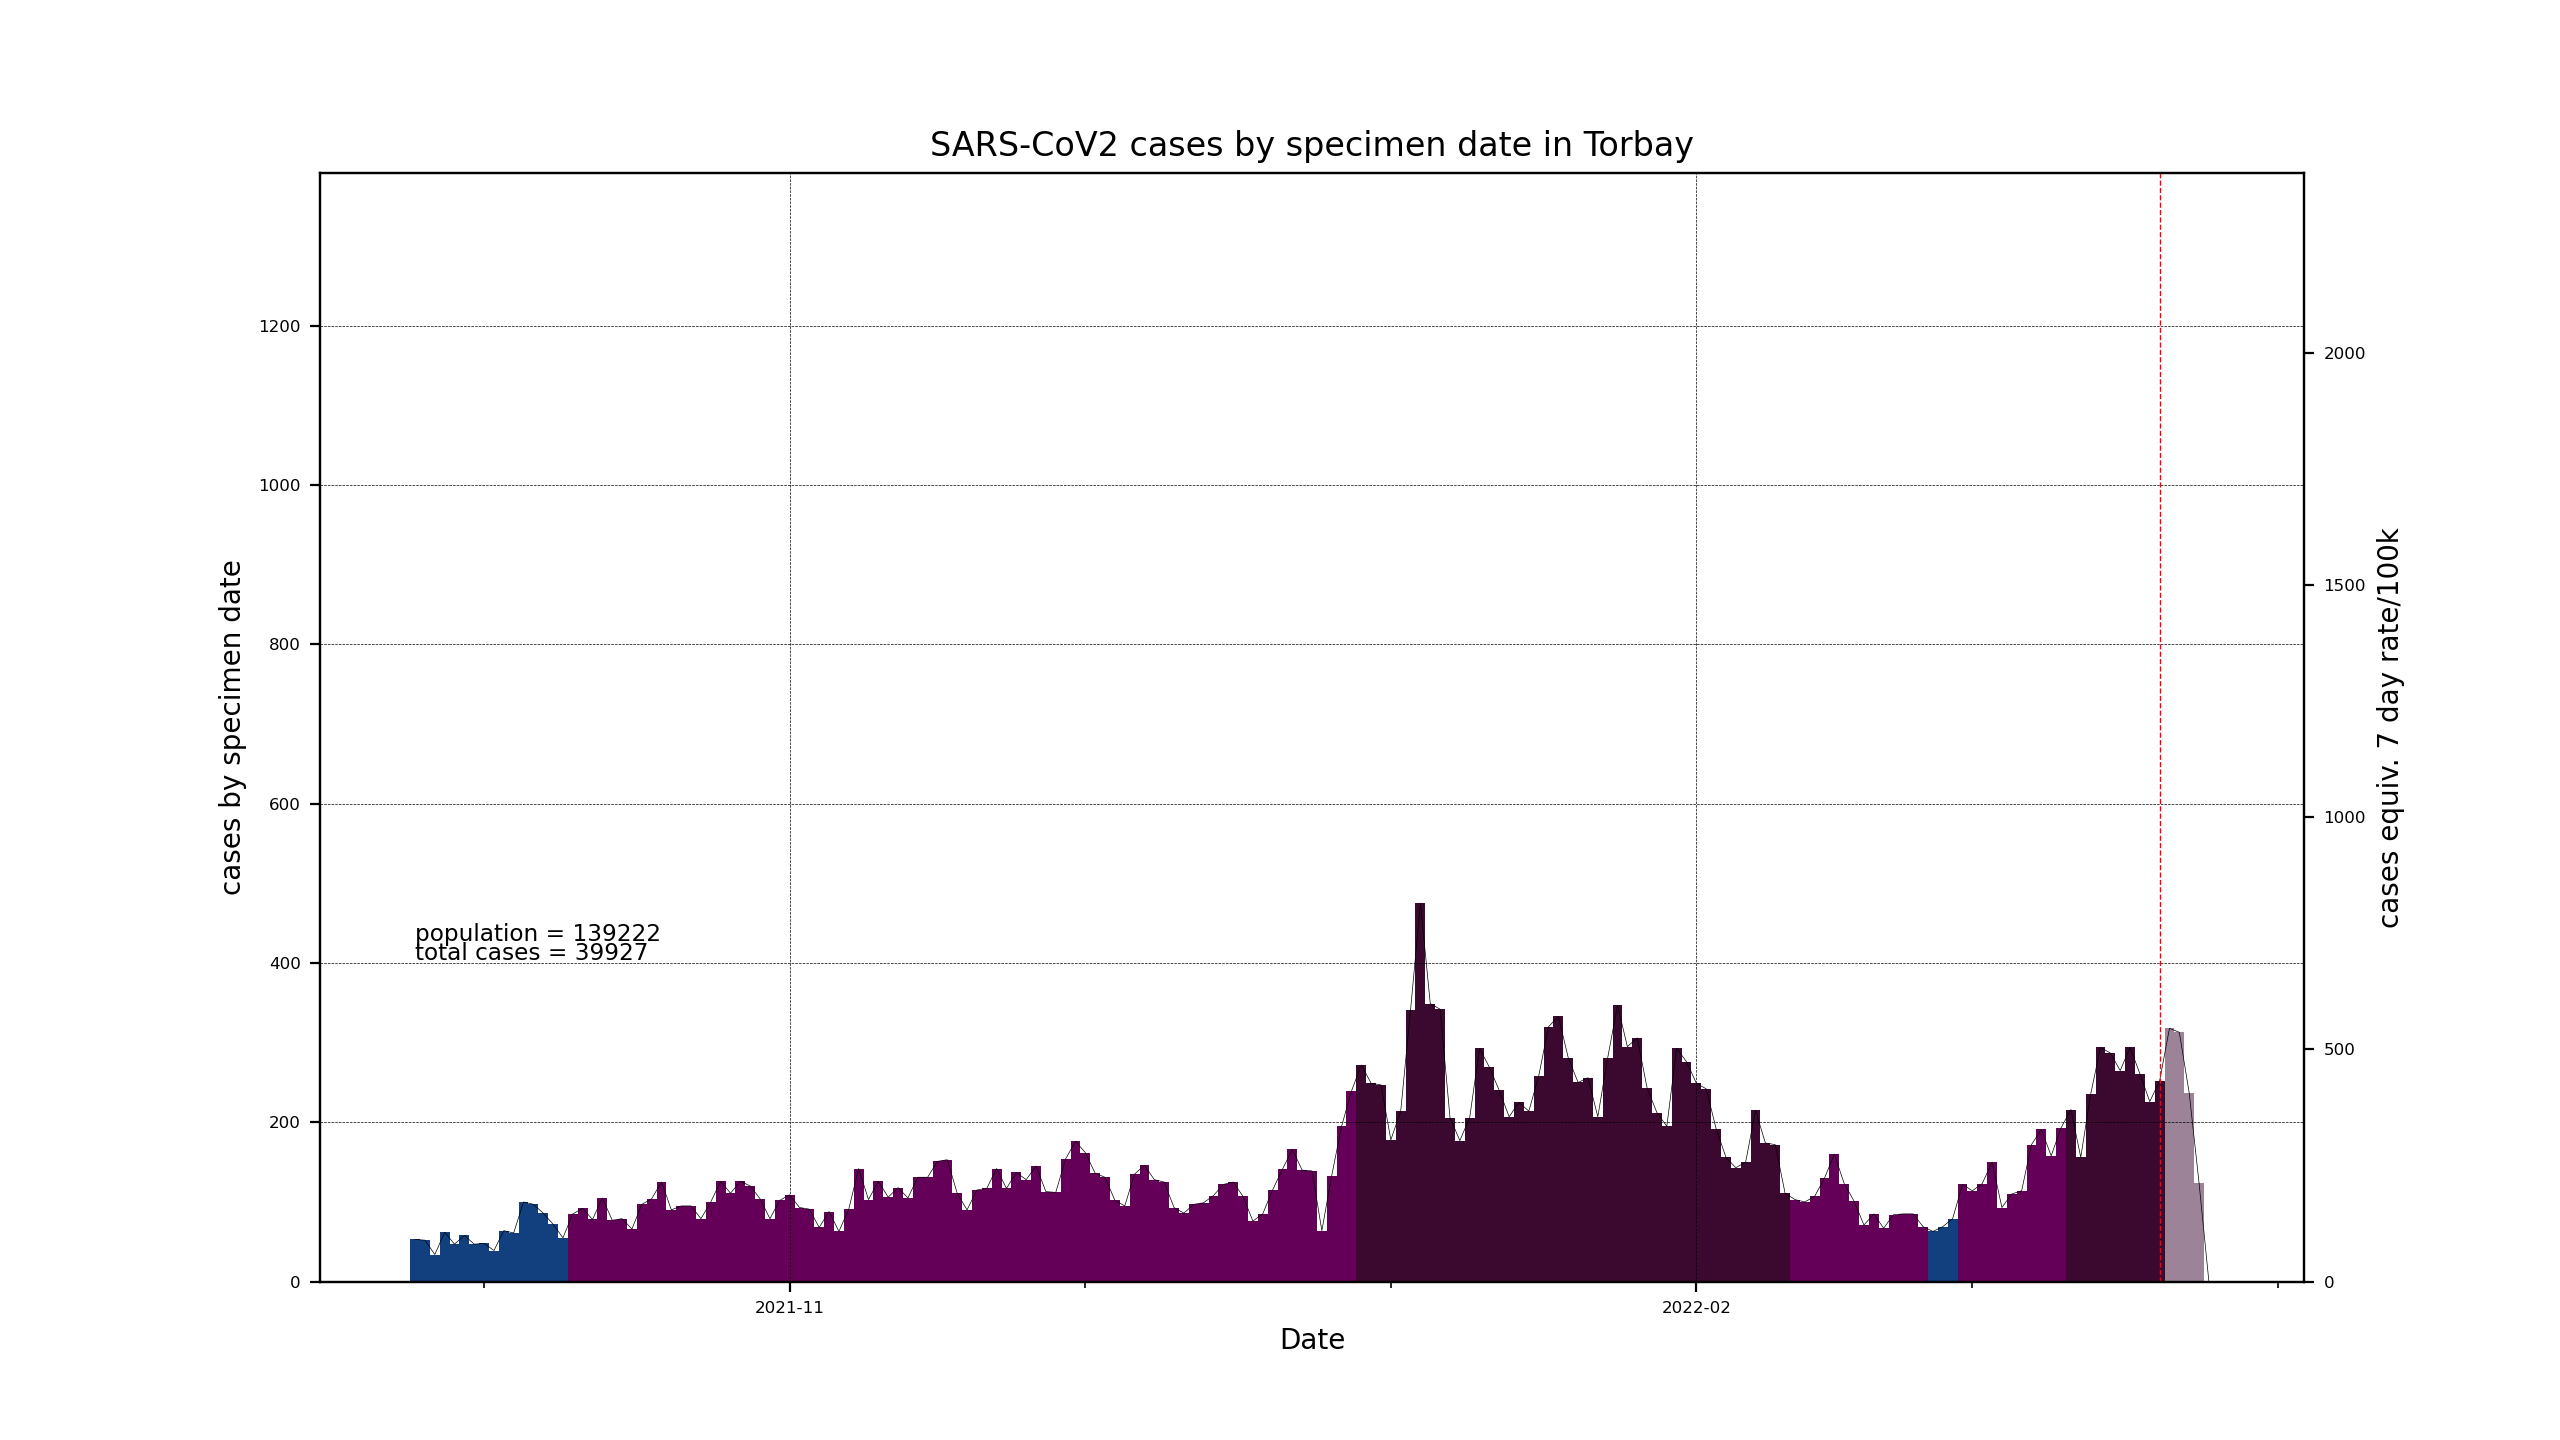 SARS-CoV2 cases by specimen date in Torbay
cases by specimen date
1200
1000
800
600
400
200
0
population = 139222
total cases = 39927
2000
1500
1000
500
0
cases equiv. 7 day rate/100k
2021-11
2022-02
Date